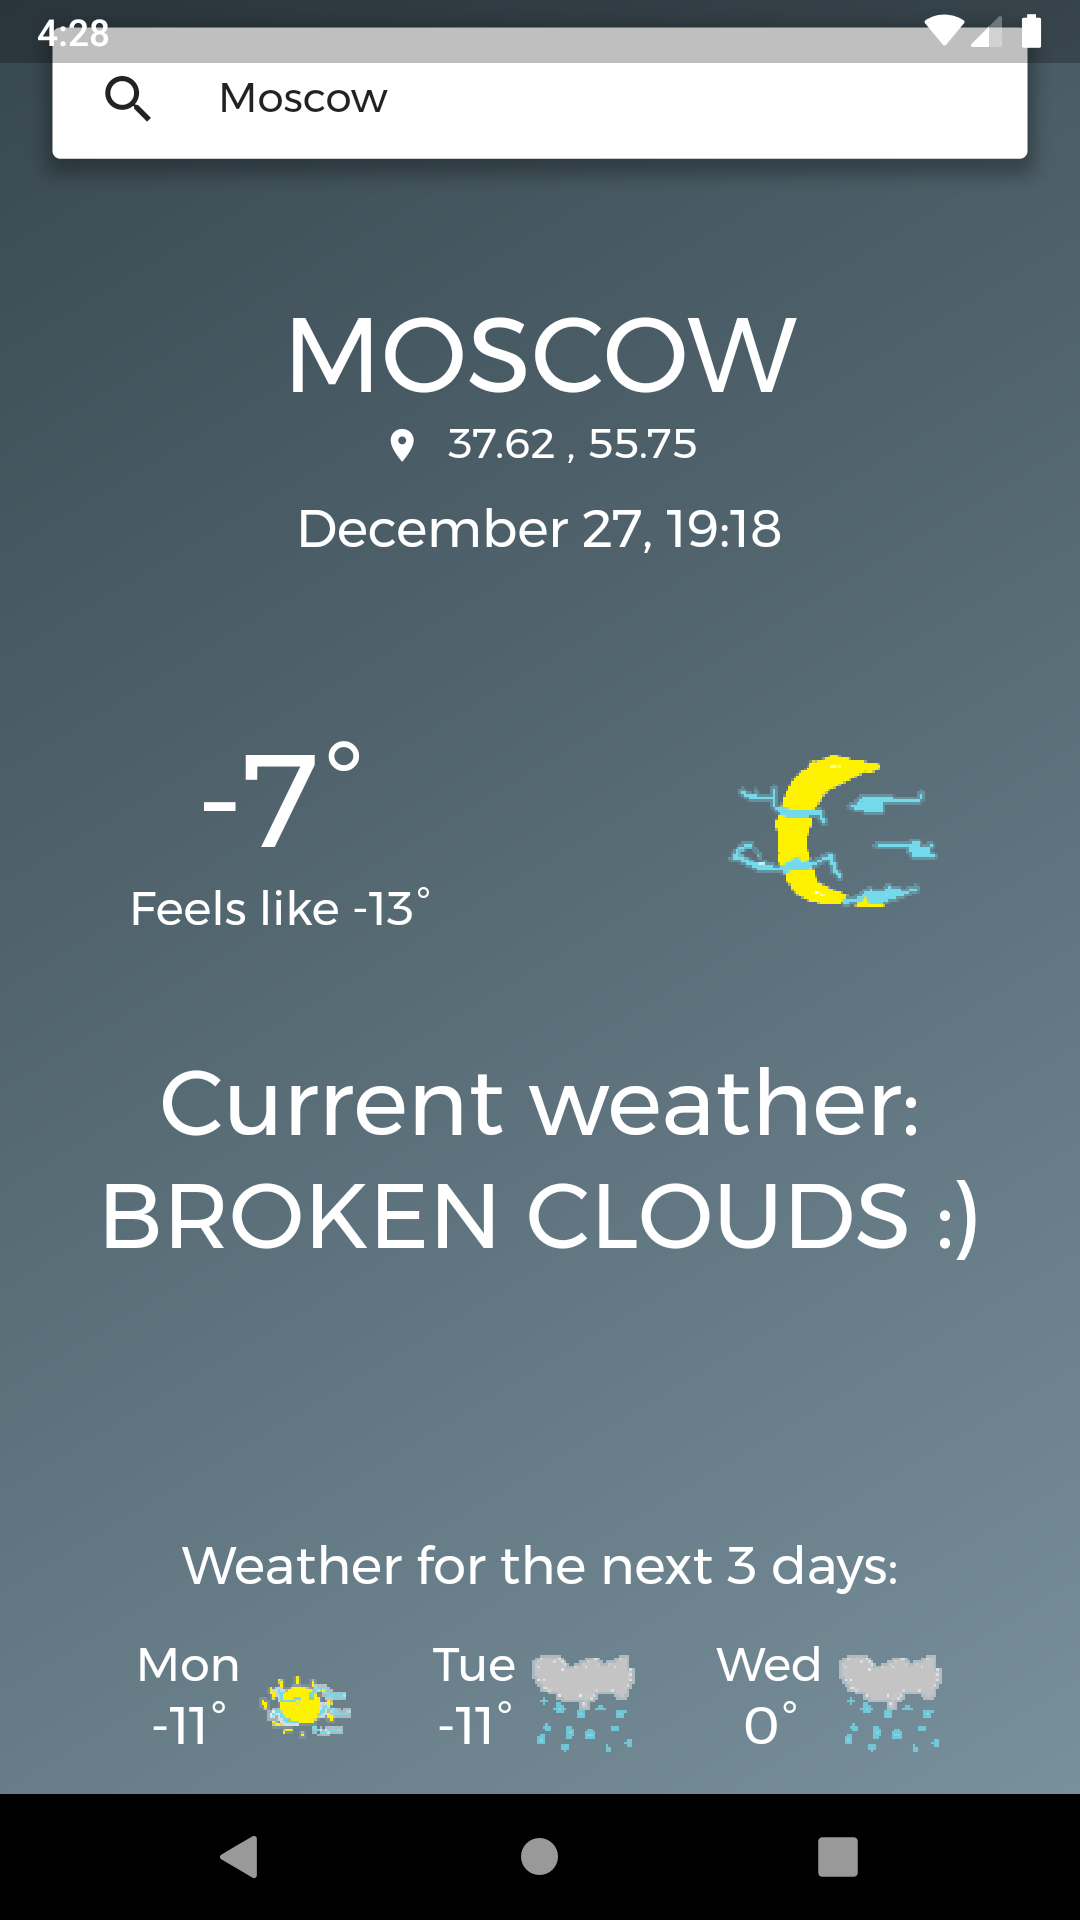 4:28
Moscow
MOSCOW
37.62 , 55.75
December 27, 19:18
-7°
Feels like -13°
Current weather:
BROKEN CLOUDS :)
Weather for the next 3 days:
Mon Tue Wed
-11° -11° 0°